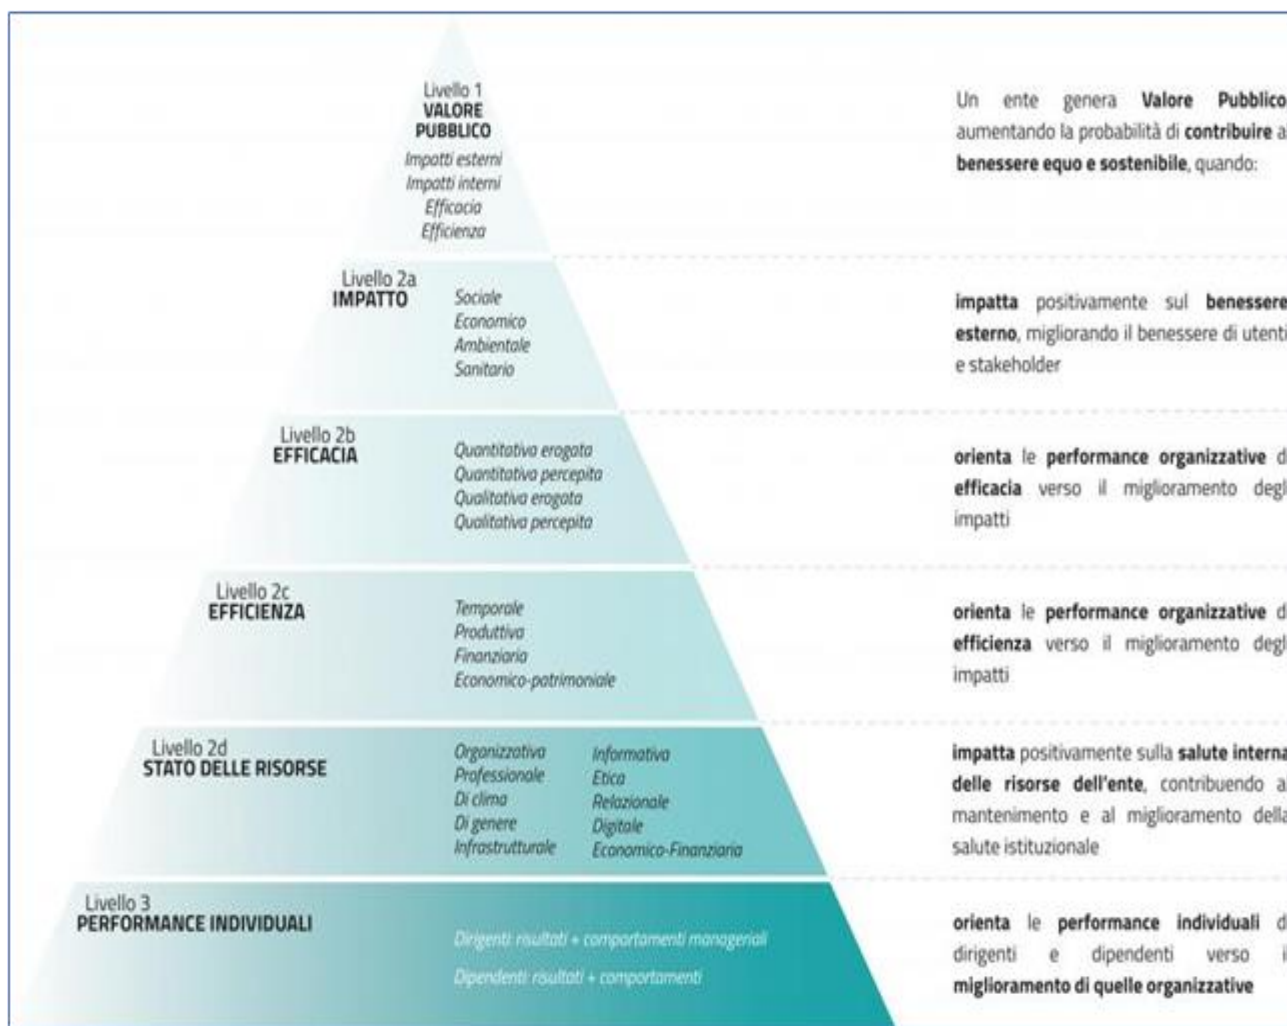 Livello 1
VALORE
PUBBLICO
Impatti esterni
Impatti interni
Efficacia
Efficienza
Un ente genera Valore Pubblico
aumentando la probabilità di contribuire a
benessere equo e sostenibile, quando:
Livello 2a
IMPATTO
Sociale
Economico
Ambientale
Sanitario
impatta positivamente sul benessere
esterno, migliorando il benessere di utenti
e stakeholder
Livello 2b
EFFICACIA
Quantitativa erogata
Quantitativa percepita
Qualitativa erogata
Qualitativa percepita
orienta le performance organizzative d
efficacia verso il miglioramento degl
impatti
Livello 2c
EFFICIENZA
Temporale
Produttiva
Finanziaria
Economico-patrimoniale
orienta le performance organizzative d
efficienza verso il miglioramento degl
impatti
Livello 2d
STATO DELLE RISORSE
Organizzativa
Professionale
Di clima
Di genere
Infrastrutturale
Informativa
Etica
Relazionale
Digitale
Economico-Finanziaria
impatta positivamente sulla salute interna
delle risorse dell'ente, contribuendo a
mantenimento e al miglioramento della
salute istituzionale
Livello 3
PERFORMANCE INDIVIDUALI
Dirigenti: risultati + comportamenti manageriali
Dipendenti: risultati + comportamenti
orienta le performance individuali d
dirigenti e dipendenti verso i
miglioramento di quelle organizzative